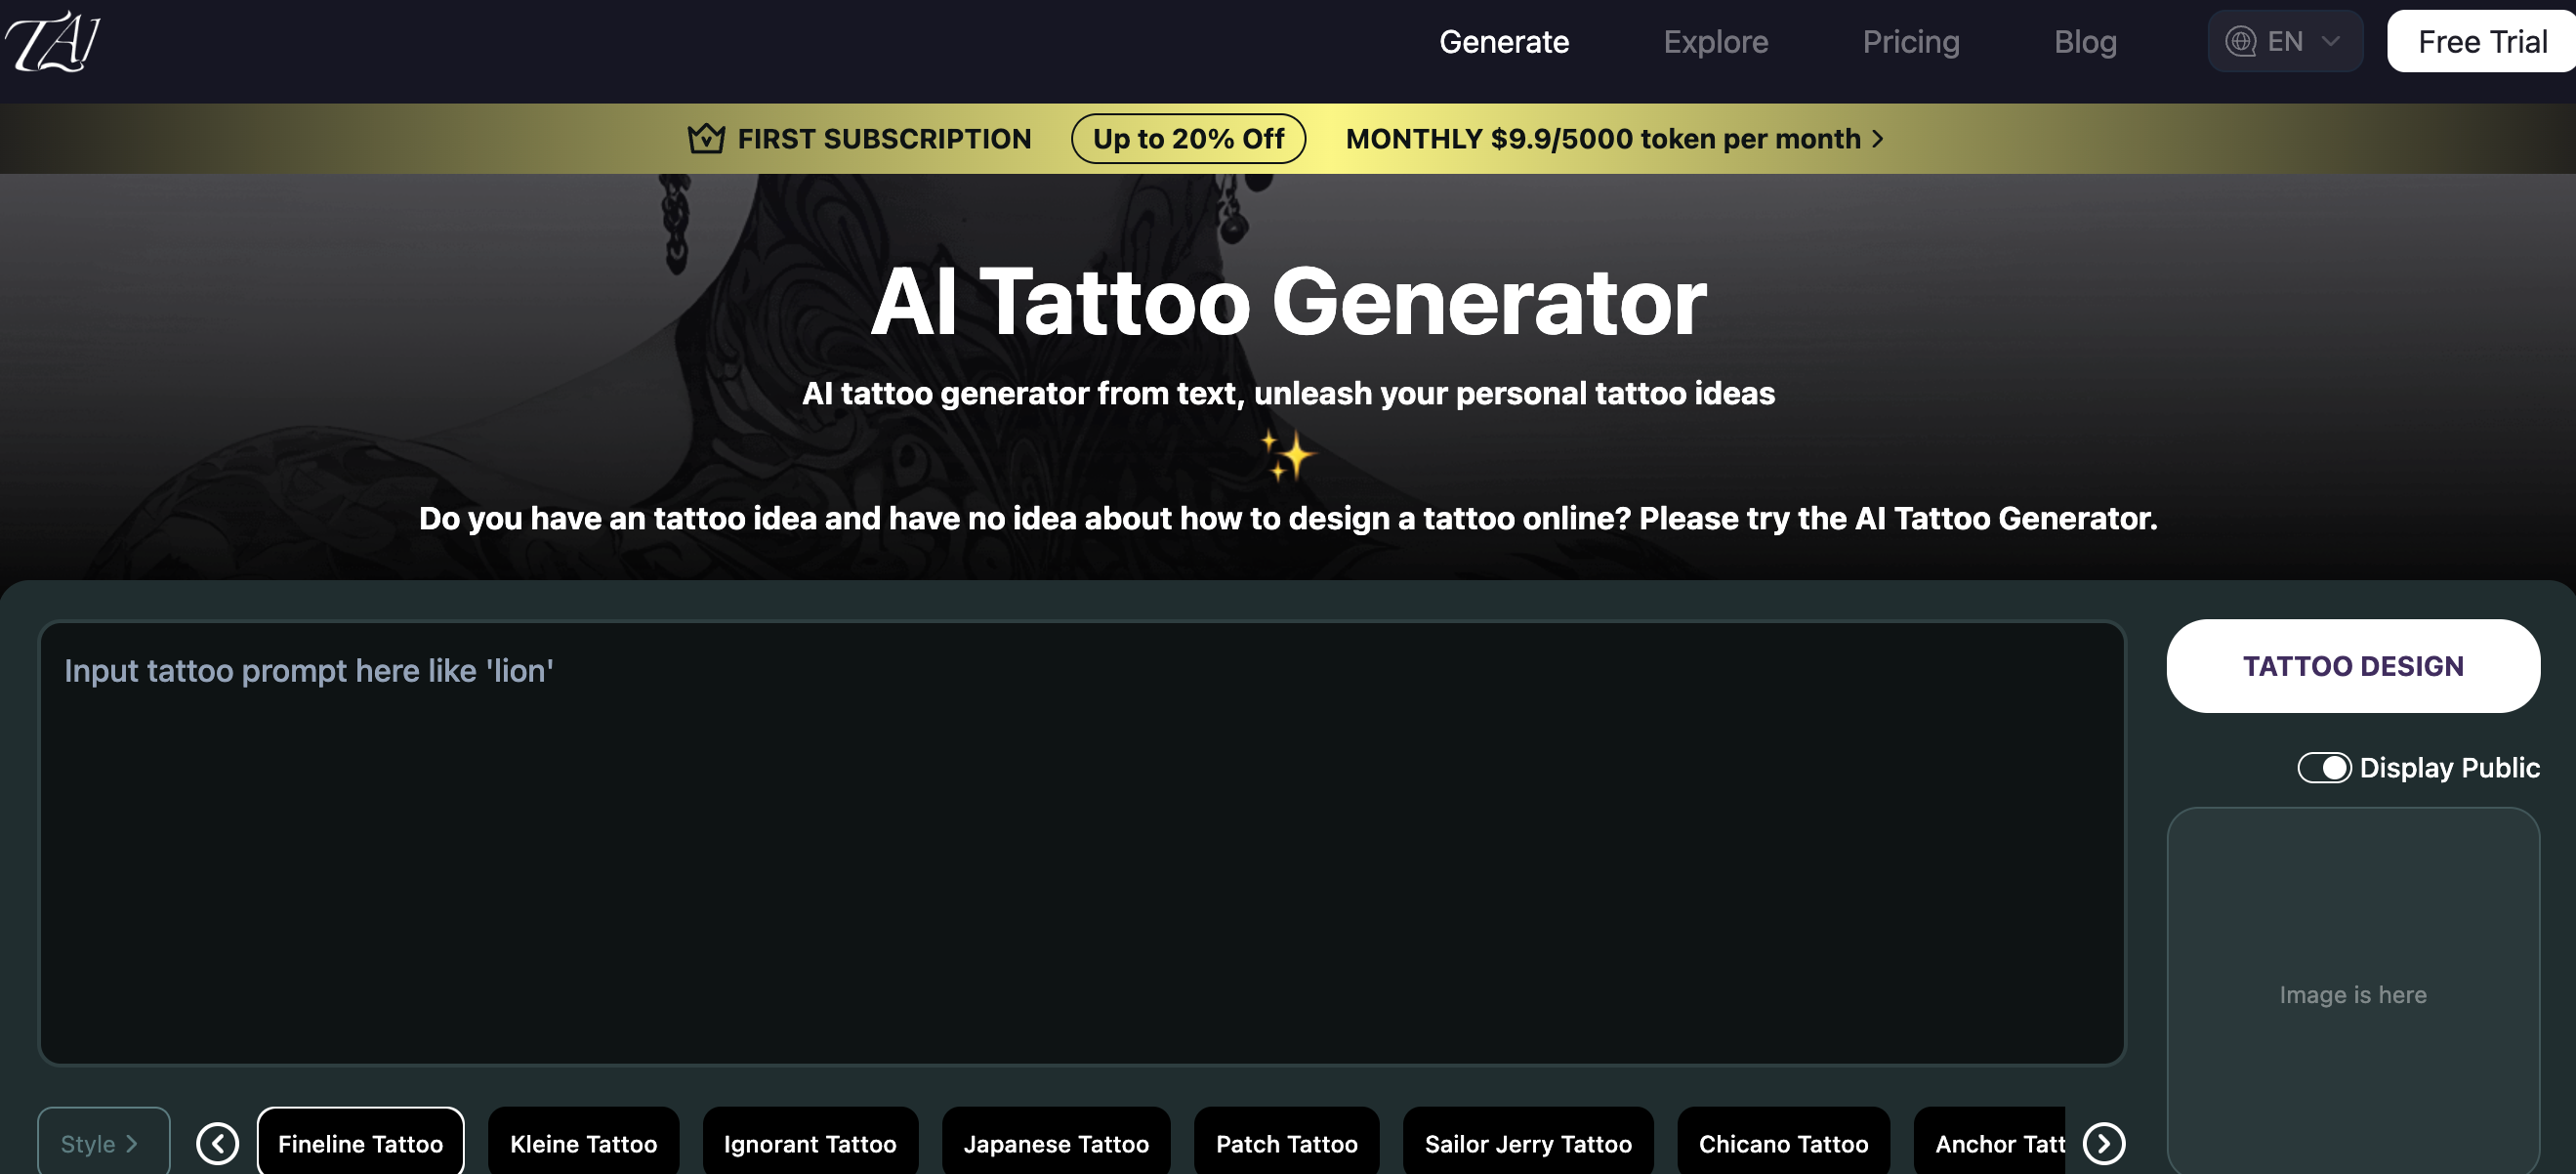 TAI
Generate
Explore
Pricing
Blog
EN
Free Trial
FIRST SUBSCRIPTION
Up to 20% Off
MONTHLY $9.9/5000 token per month
AI Tattoo Generator
AI tattoo generator from text, unleash your personal tattoo ideas
Do you have an tattoo idea and have no idea about how to design a tattoo online? Please try the AI Tattoo Generator.
Input tattoo prompt here like 'lion'
TATTOO DESIGN
Display Public
Image is here
Style
Fineline Tattoo
Kleine Tattoo
Ignorant Tattoo
Japanese Tattoo
Patch Tattoo
Sailor Jerry Tattoo
Chicano Tattoo
Anchor Tatt